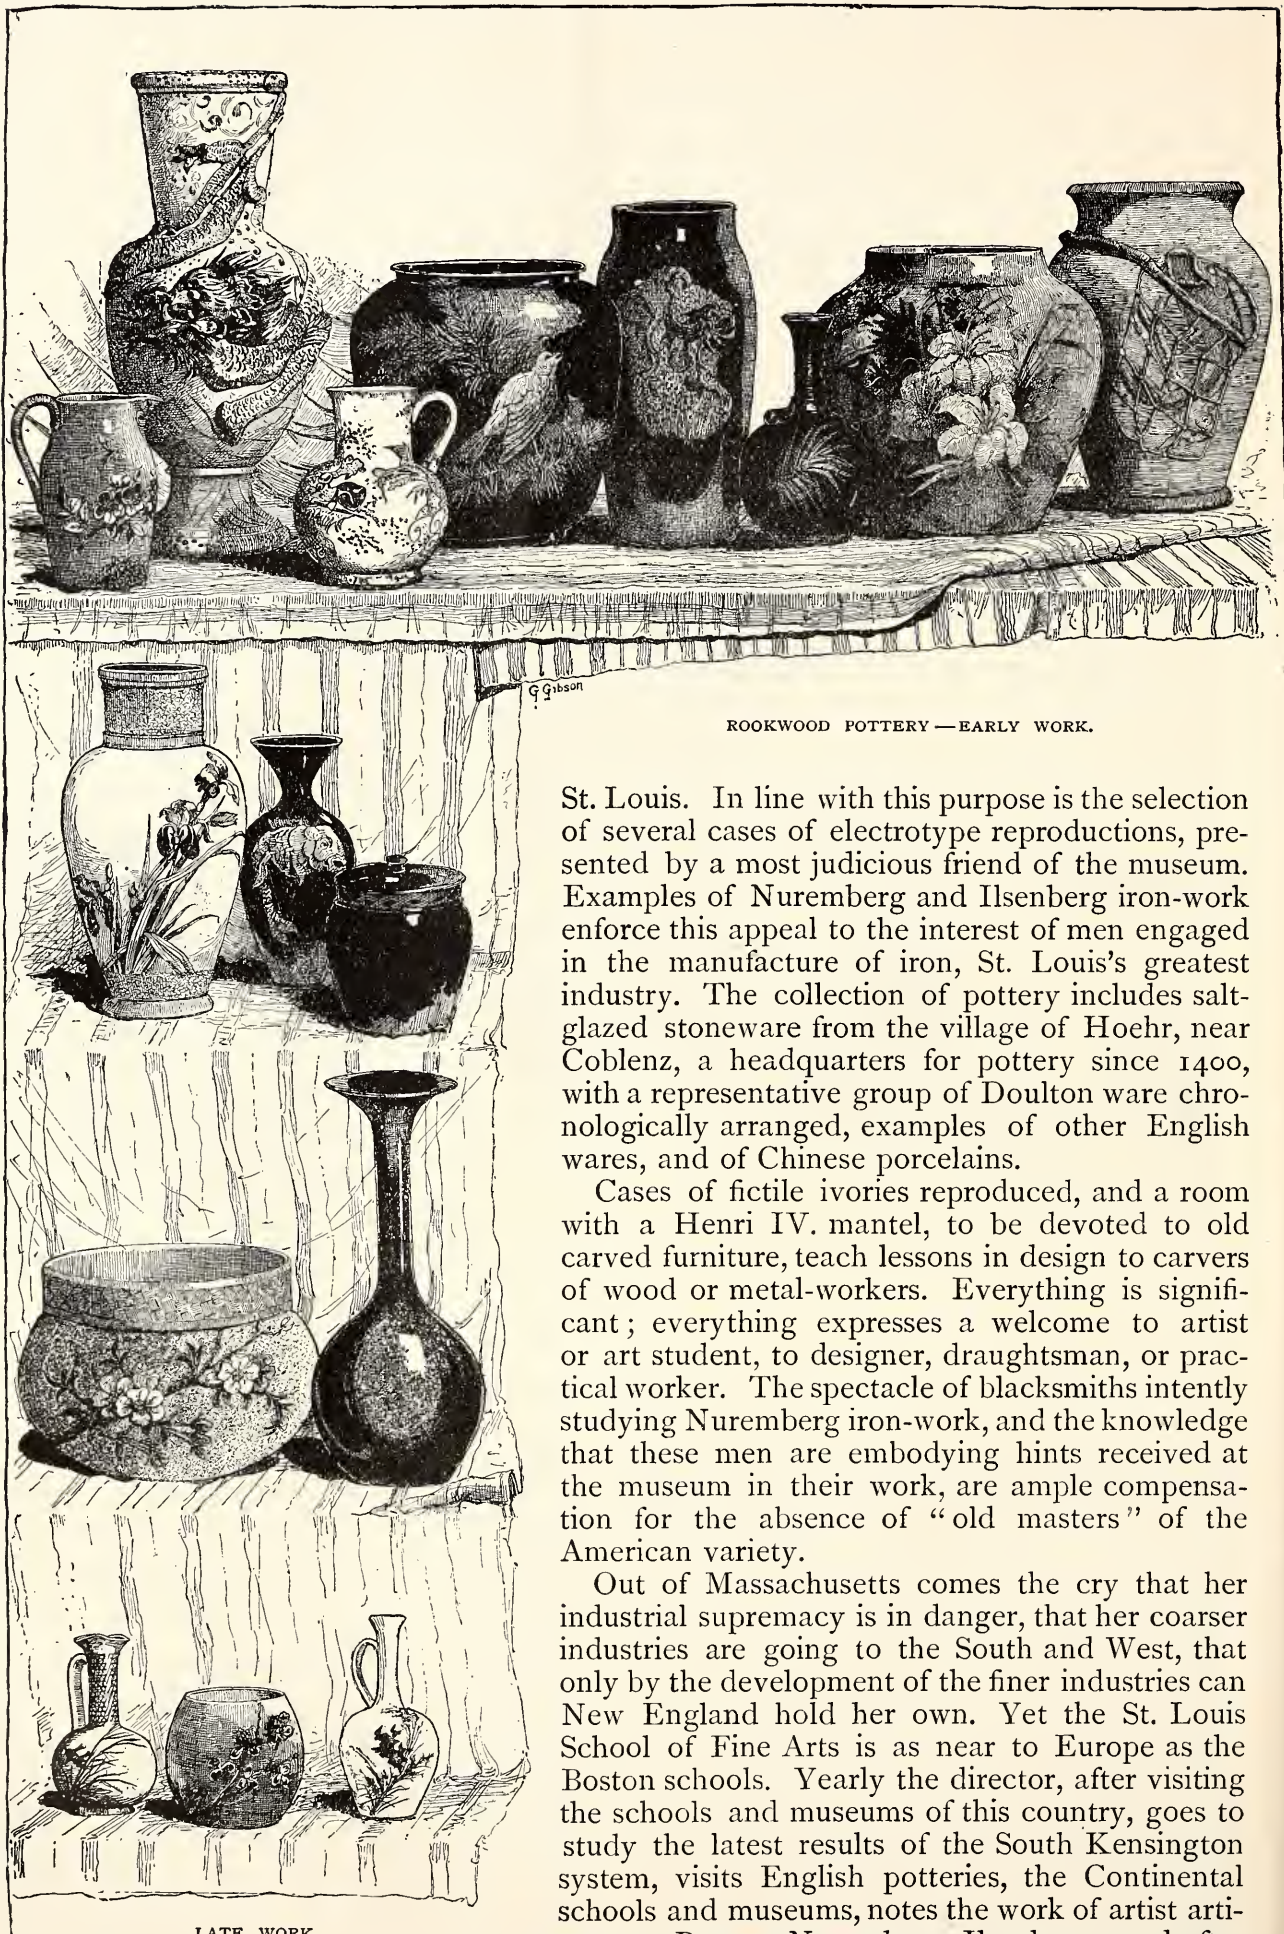 G Gibson
ROOKWOOD POTTERY — EARLY WORK.
St. Louis. In line with this purpose is the selection
of several cases of electrotype reproductions, pre-
sented by a most judicious friend of the museum.
Examples of Nuremberg and Ilsenberg iron-work
enforce this appeal to the interest of men engaged
in the manufacture of iron, St. Louis's greatest
industry. The collection of pottery includes salt-
glazed stoneware from the village of Hoehr, near
Coblenz, a headquarters for pottery since 1400,
with a representative group of Doulton ware chro-
nologically arranged, examples of other English
wares, and of Chinese porcelains.
Cases of fictile ivories reproduced, and a room
with a Henri IV. mantel, to be devoted to old
carved furniture, teach lessons in design to carvers
of wood or metal-workers. Everything is signifi-
cant; everything expresses a welcome to artist
or art student, to designer, draughtsman, or prac-
tical worker. The spectacle of blacksmiths intently
studying Nuremberg iron-work, and the knowledge
that these men are embodying hints received at
the museum in their work, are ample compensa-
tion for the absence of "old masters" of the
American variety.
Out of Massachusetts comes the cry that her
industrial supremacy is in danger, that her coarser
industries are going to the South and West, that
only by the development of the finer industries can
New England hold her own. Yet the St. Louis
School of Fine Arts is as near to Europe as the
Boston schools. Yearly the director, after visiting
the schools and museums of this country, goes to
study the latest results of the South Kensington
system, visits English potteries, the Continental
schools and museums, notes the work of artist arti-
LATE WORK